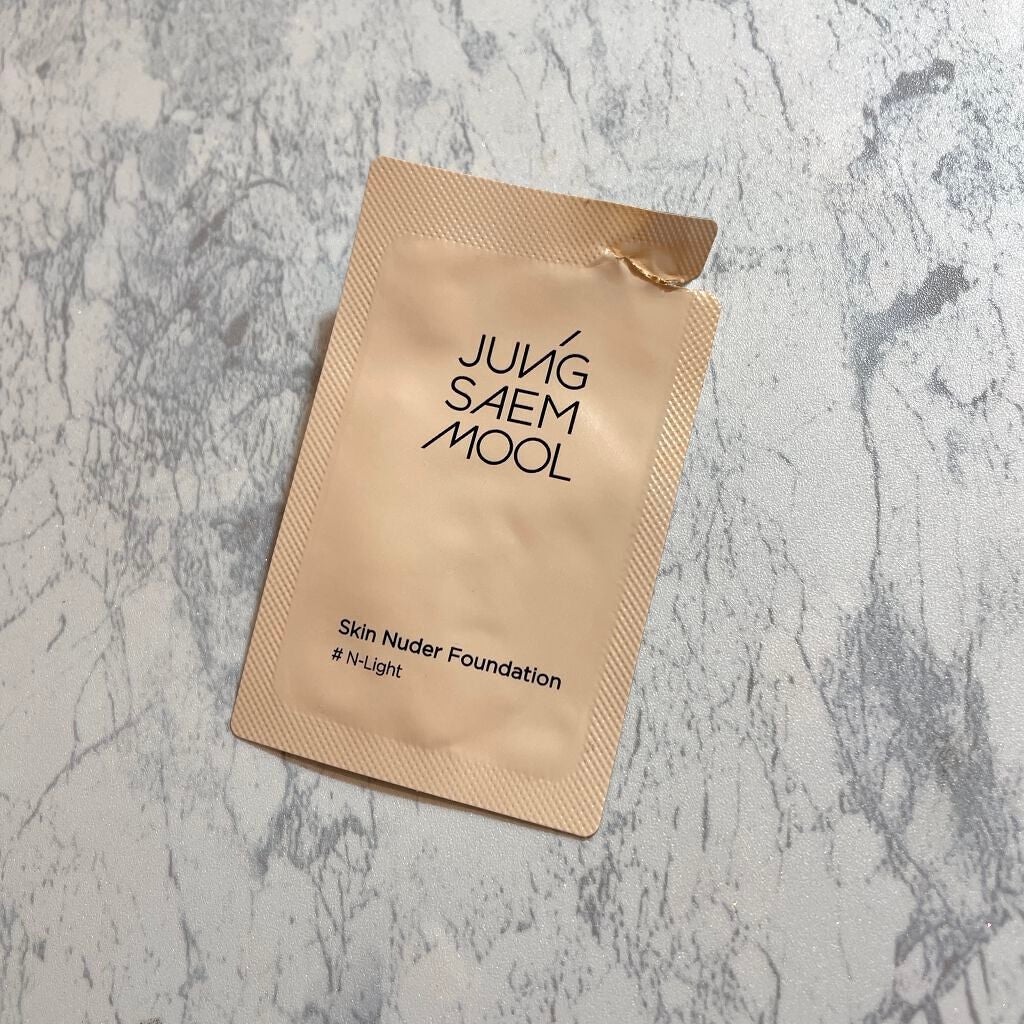 JUNG
SAEM
MOOL
Skin Nuder Foundation
# N-Light